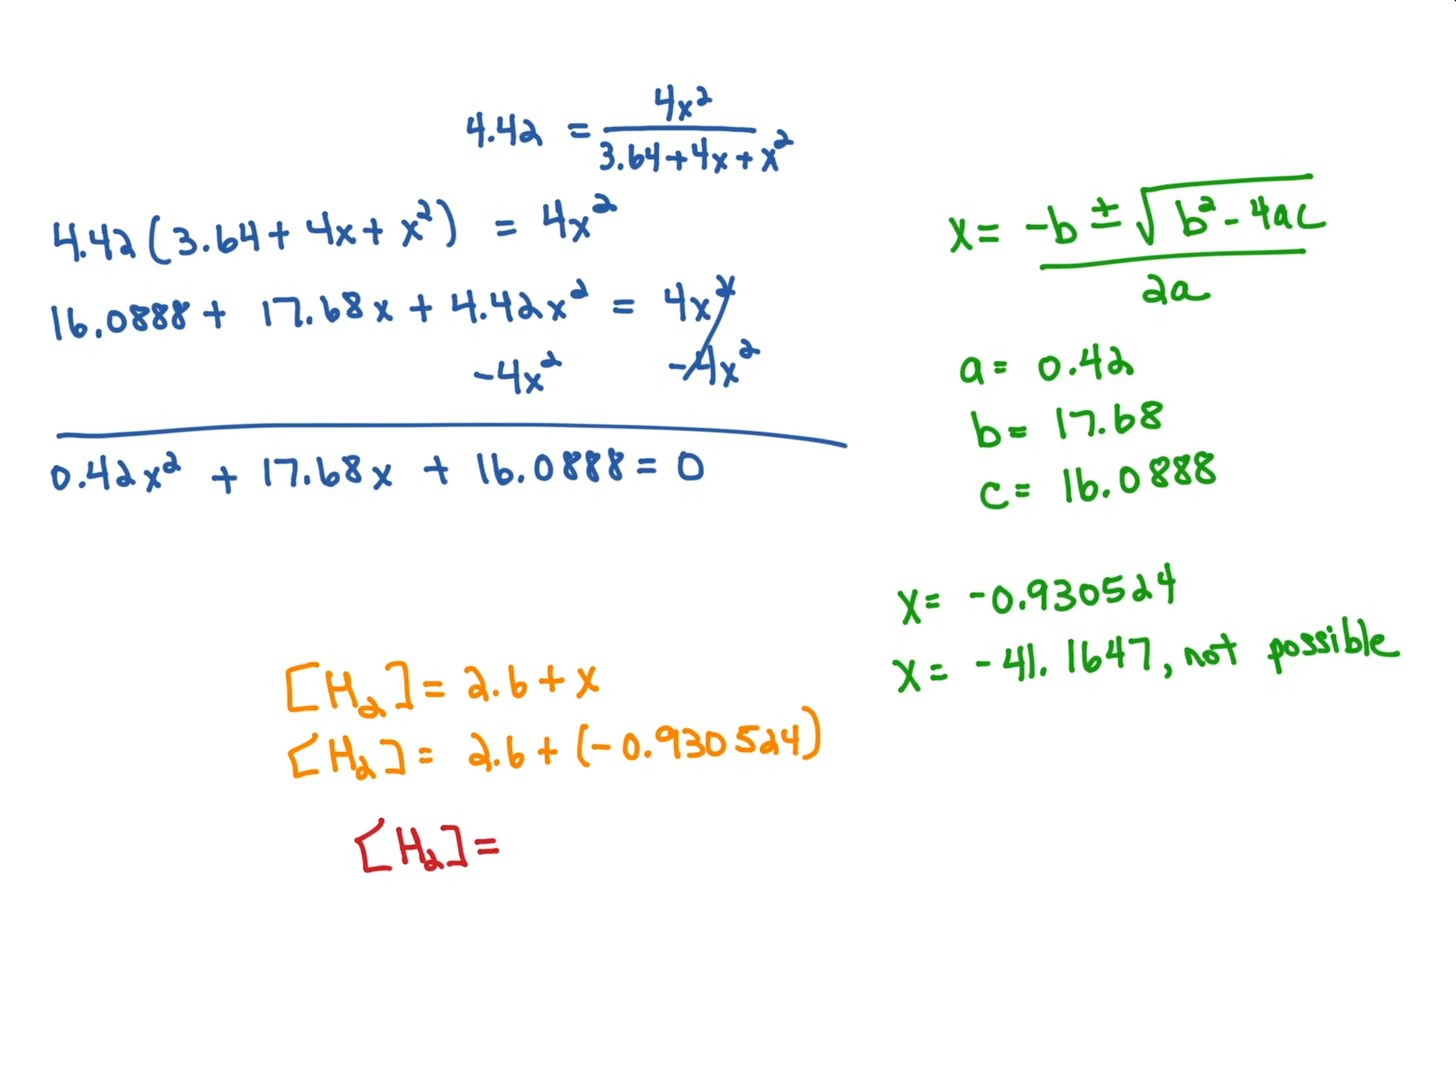 4.42 = 4x² / 3.64+4x+x²
4.42(3.64+4x+x²) = 4x²
16.0888+ 17.68x + 4.42x² = 4x²
-4x² -4x²
0.42x² + 17.68x + 16.0888 = 0
x = -b ± √b² - 4ac / 2a
a = 0.42
b = 17.68
c = 16.0888
x = -0.930524
x = -41.1647, not possible
[H₂] = 2.6 + x
[H₂] = 2.6 + (-0.930524)
[H₂] =